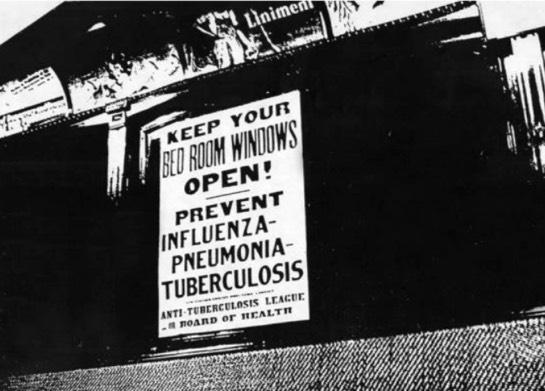 Liniment
KEEP YOUR
BED ROOM WINDOWS
OPEN!
PREVENT
INFLUENZA-
PNEUMONIA-
TUBERCULOSIS
ANTI-TUBERCULOSIS LEAGUE
BOARD OF HEALTH